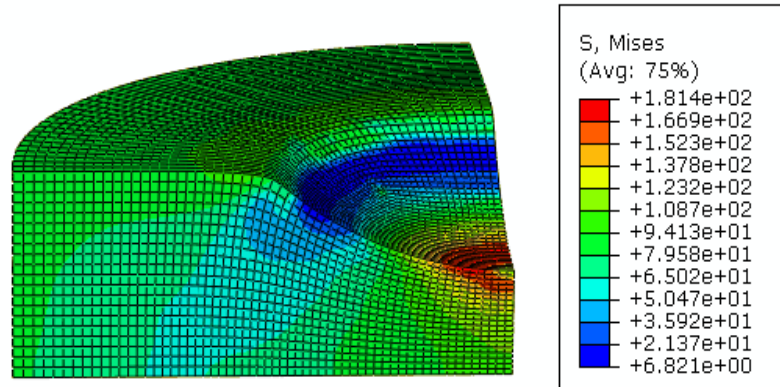 S, Mises
(Avg: 75%)
+1.814e+02
+1.669e+02
+1.523e+02
+1.378e+02
+1.232e+02
+1.087e+02
+9.413e+01
+7.958e+01
+6.502e+01
+5.047e+01
+3.592e+01
+2.137e+01
+6.821e+00